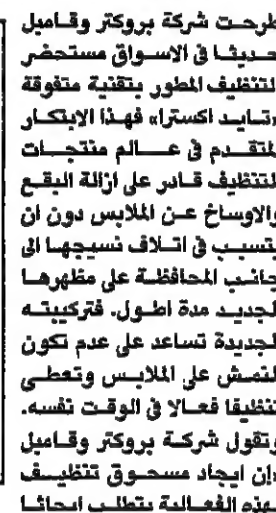 طرحت شركة بروكتر وقامبل
حديثا في الاسواق مستحضر
التنظيف المطور بتقنية متفوقة
«تايد اكسترا» فهذا الابتكار
المتقدم في عالم منتجات
التنظيف قادر على ازالة البقع
والاوساخ عن الملابس دون ان
يتسبب في اتلاف نسيجها الى
جانب المحافظة على مظهرها
الجديد مدة اطول. فتركيبته
الجديدة تساعد على عدم تكون
النمش على الملابس وتعطي
تنظيفا فعالا في الوقت نفسه.
وتقول شركة بروكتر وقامبل
«ان ايجاد مسحوق تنظيف
بهذه الفعالية يتطلب ابحاثا